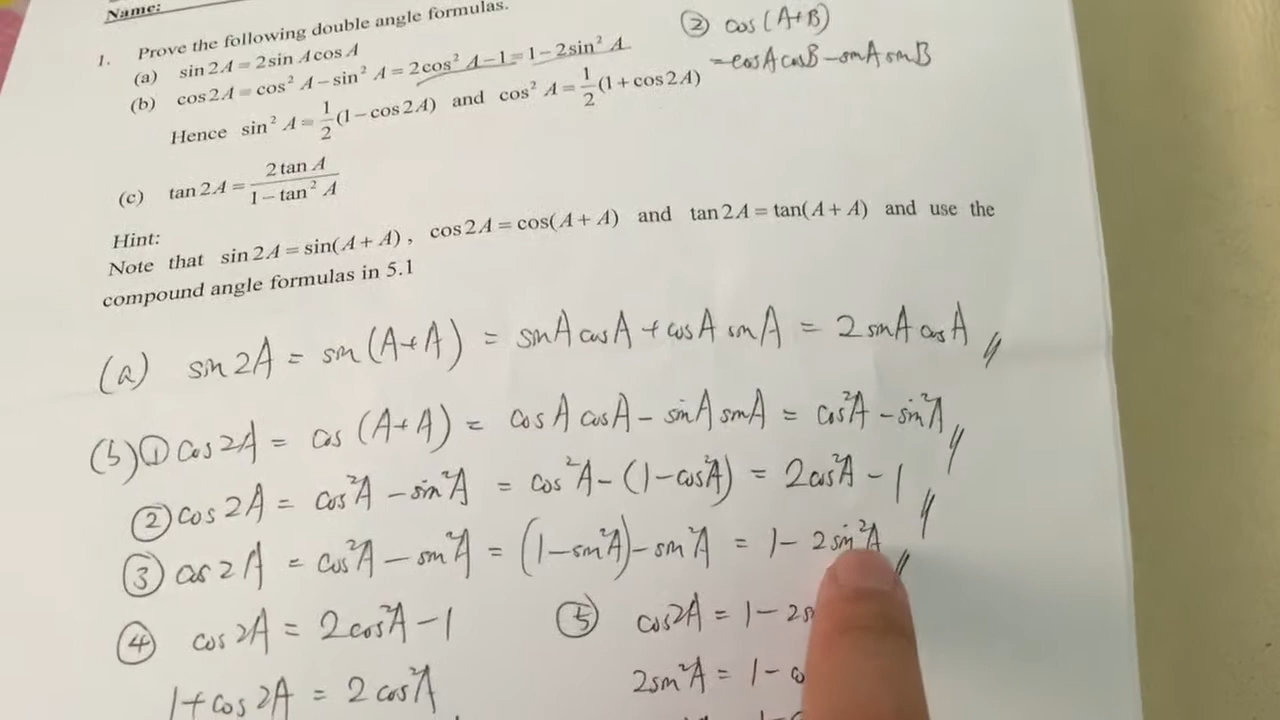 Name:
1. Prove the following double angle formulas.
(a) sin 2A = 2 sin A cos A
(b) cos 2A = cos² A − sin² A = 2cos² A − 1 = 1 − 2sin² A
Hence sin² A = 1/2 (1 − cos 2A) and cos² A = 1/2 (1 + cos 2A)
(c) tan 2A = 2 tan A / 1 − tan² A
② cos (A+B)
= cosA cosB − sinA sinB
Hint:
Note that sin 2A = sin(A + A), cos 2A = cos(A + A) and tan 2A = tan(A + A) and use the
compound angle formulas in 5.1
(a) sin 2A = sin (A+A) = sinA cosA + cosA sinA = 2 sinA cosA
(b) ① cos 2A = cos (A+A) = cosA cosA − sinA sinA = cos²A − sin²A
② cos 2A = cos²A − sin²A = cos²A − (1 − cos²A) = 2cos²A − 1
③ cos 2A = cos²A − sin²A = (1 − sin²A) − sin²A = 1 − 2 sin²A
④ cos 2A = 2cos²A − 1
⑤ cos2A = 1 − 2
1 + cos 2A = 2 cos²A
2sin²A = 1 −